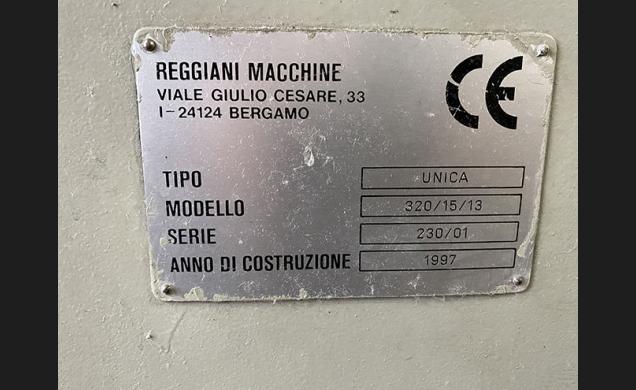 REGGIANI MACCHINE
VIALE GIULIO CESARE, 33
I-24124 BERGAMO
CE
TIPO UNICA
MODELLO 320/15/13
SERIE 230/01
ANNO DI COSTRUZIONE 1997